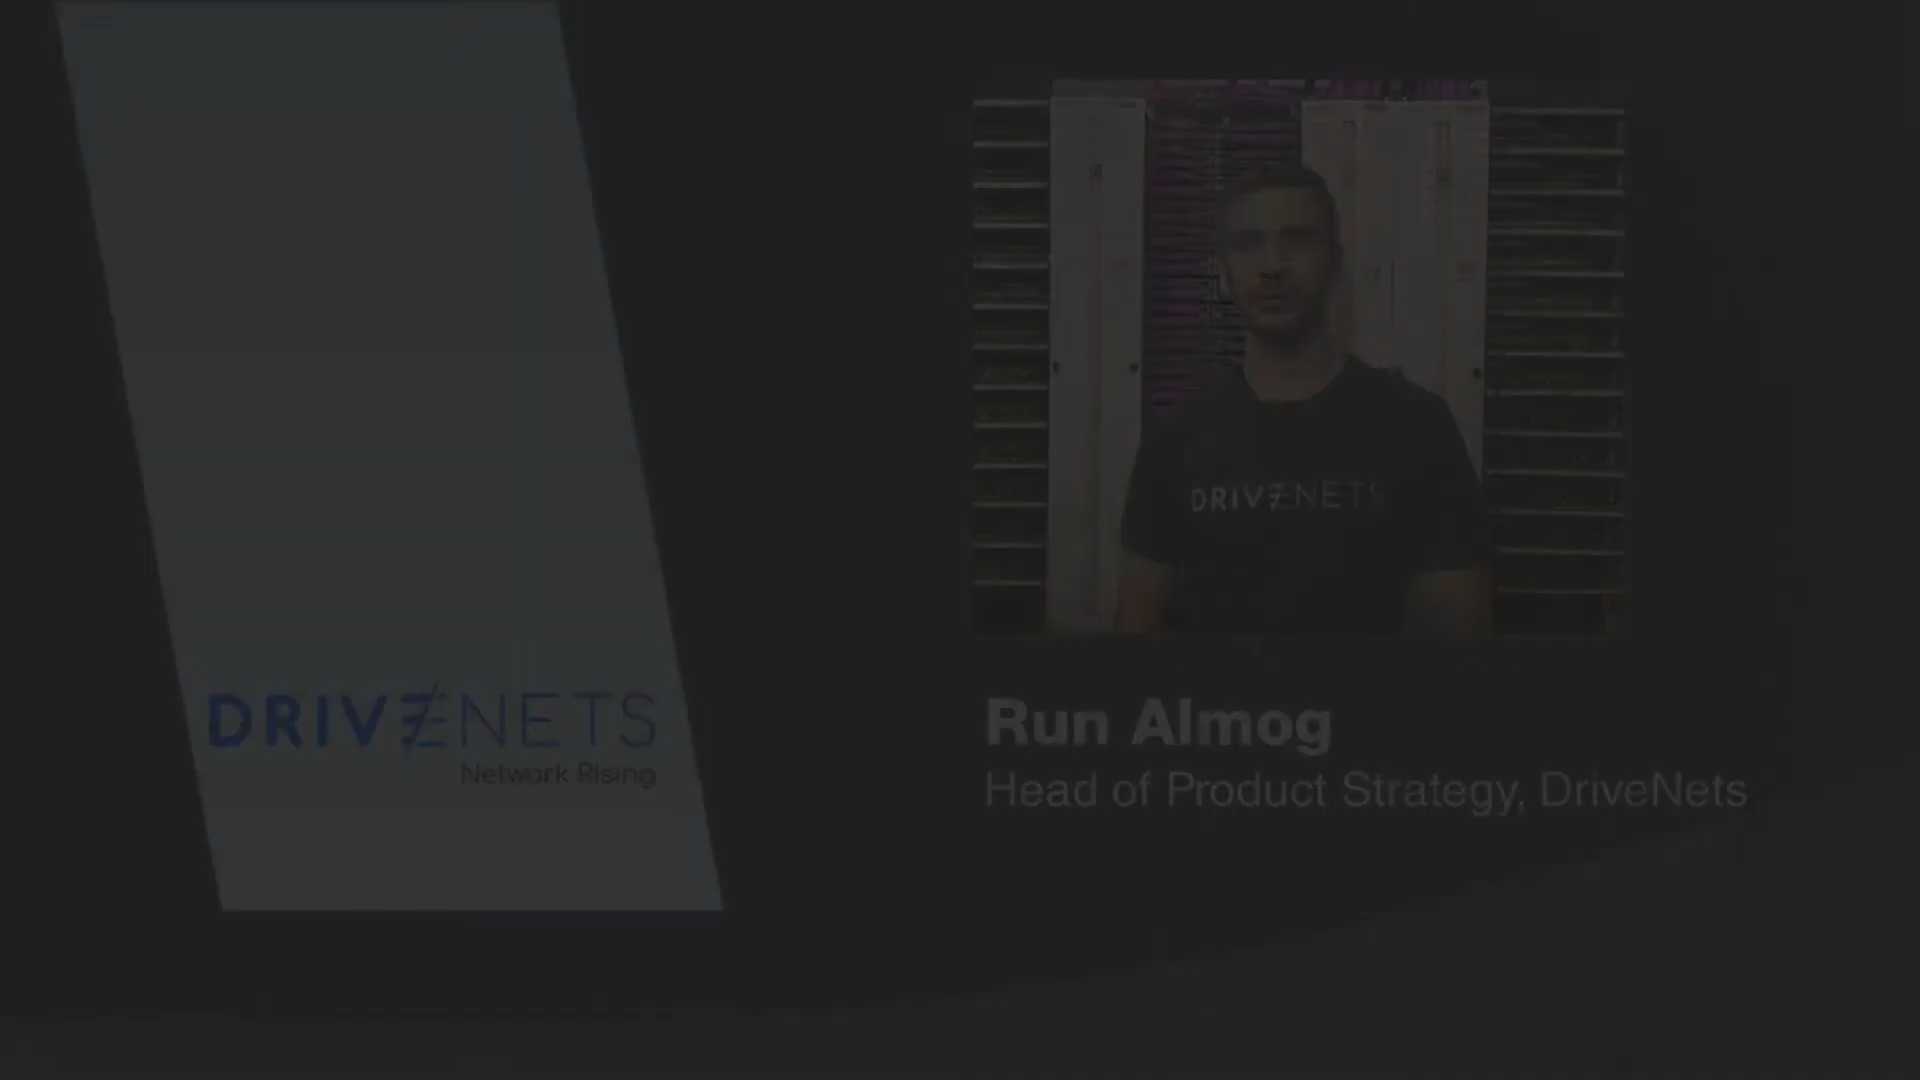 DRIVENETS
DRIVENETS
Network Rising
Run Almog
Head of Product Strategy, DriveNets